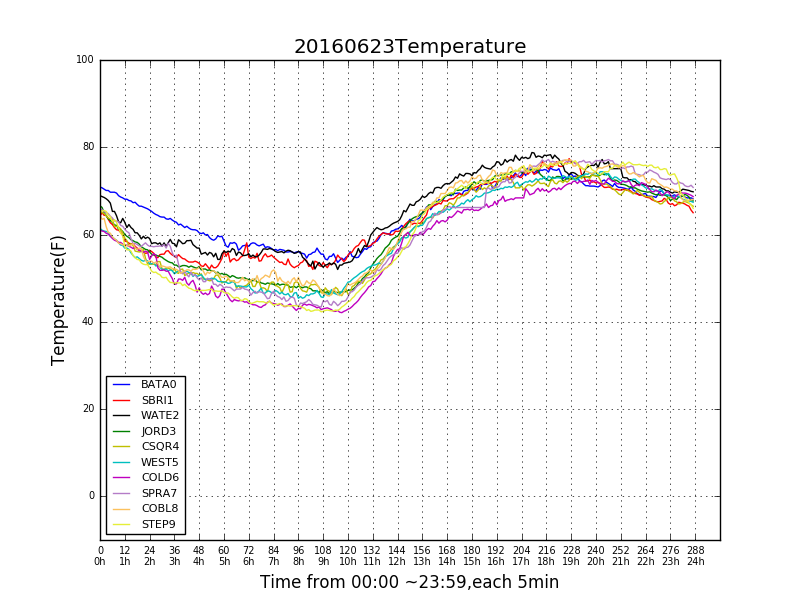 20160623Temperature
100
80
60
40
20
0
Temperature(F)
BATA0
SBRI1
WATE2
JORD3
CSQR4
WEST5
COLD6
SPRA7
COBL8
STEP9
0 12 24 36 48 60 72 84 96 108 120 132 144 156 168 180 192 204 216 228 240 252 264 276 288
0h 1h 2h 3h 4h 5h 6h 7h 8h 9h 10h 11h 12h 13h 14h 15h 16h 17h 18h 19h 20h 21h 22h 23h 24h
Time from 00:00 ~23:59,each 5min